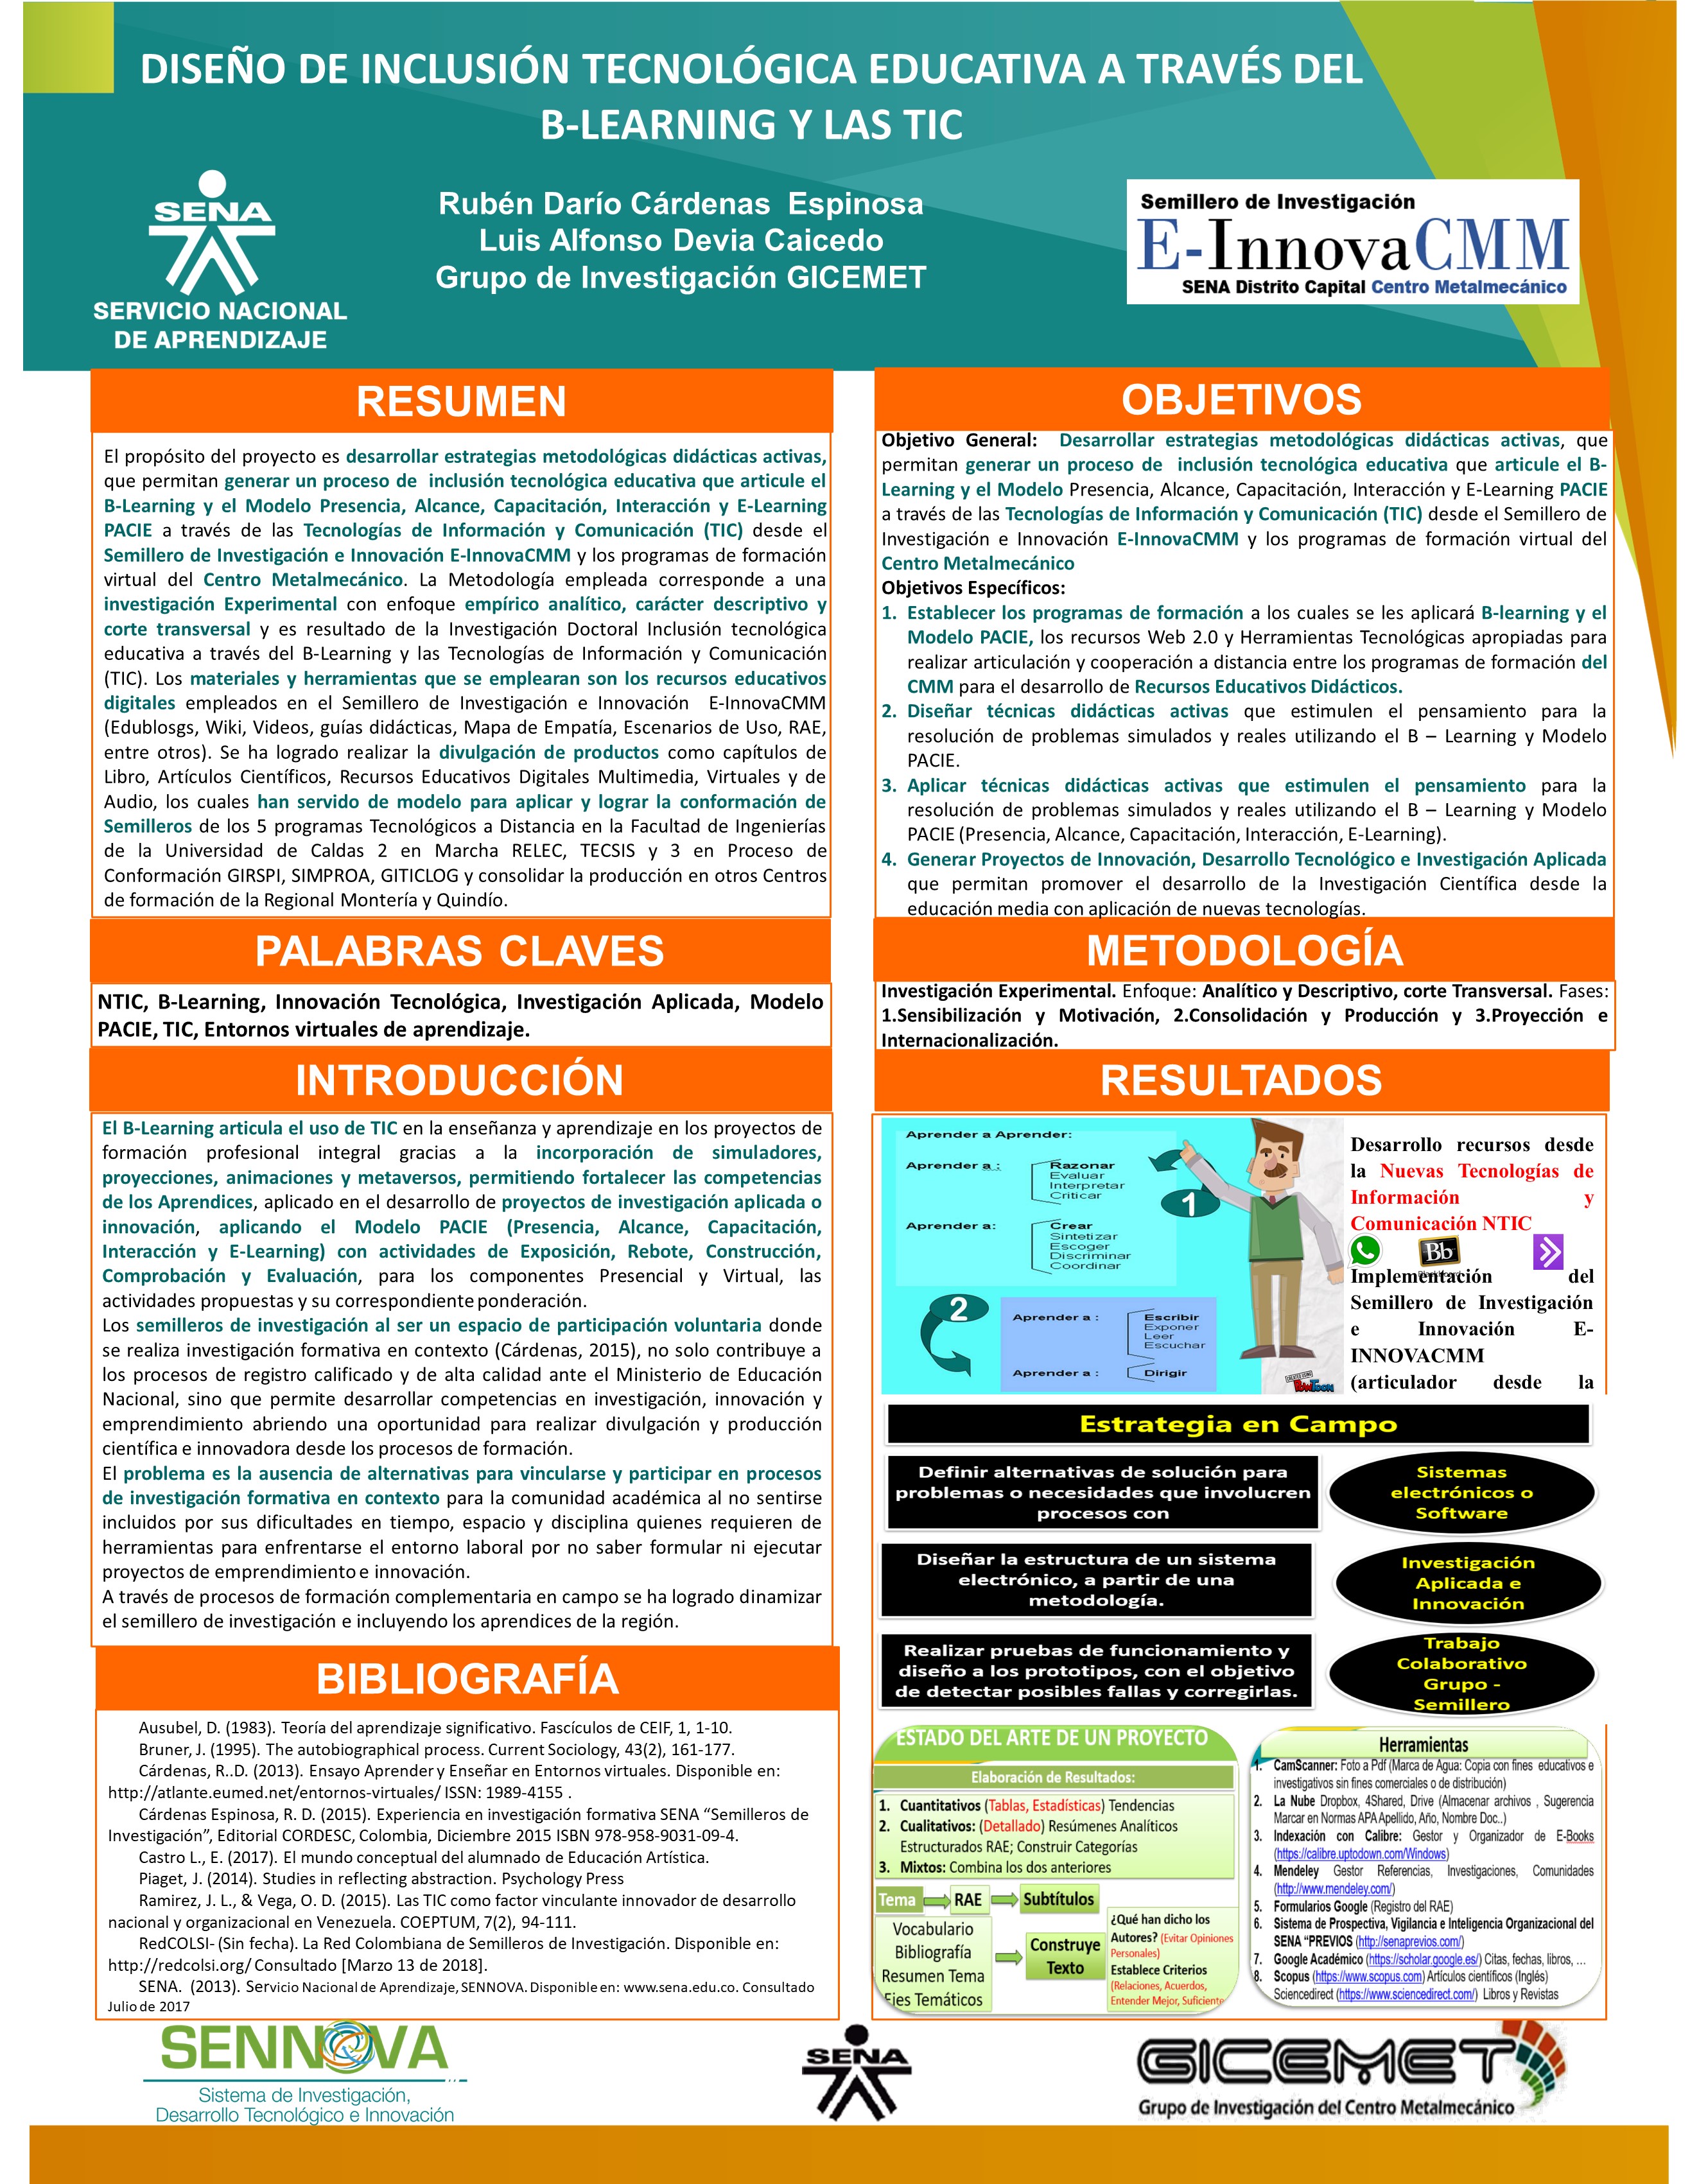 DISEÑO DE INCLUSIÓN TECNOLÓGICA EDUCATIVA A TRAVÉS DEL
B-LEARNING Y LAS TIC
SENA
SERVICIO NACIONAL
DE APRENDIZAJE
Rubén Darío Cárdenas Espinosa
Luis Alfonso Devia Caicedo
Grupo de Investigación GICEMET
Semillero de Investigación
E-InnovaCMM
SENA Distrito Capital Centro Metalmecánico
RESUMEN
El propósito del proyecto es desarrollar estrategias metodológicas didácticas activas,
que permitan generar un proceso de inclusión tecnológica educativa que articule el
B-Learning y el Modelo Presencia, Alcance, Capacitación, Interacción y E-Learning
PACIE a través de las Tecnologías de Información y Comunicación (TIC) desde el
Semillero de Investigación e Innovación E-InnovaCMM y los programas de formación
virtual del Centro Metalmecánico. La Metodología empleada corresponde a una
investigación Experimental con enfoque empírico analítico, carácter descriptivo y
corte transversal y es resultado de la Investigación Doctoral Inclusión tecnológica
educativa a través del B-Learning y las Tecnologías de Información y Comunicación
(TIC). Los materiales y herramientas que se emplearan son los recursos educativos
digitales empleados en el Semillero de Investigación e Innovación E-InnovaCMM
(Edublosgs, Wiki, Videos, guías didácticas, Mapa de Empatía, Escenarios de Uso, RAE,
entre otros). Se ha logrado realizar la divulgación de productos como capítulos de
Libro, Artículos Científicos, Recursos Educativos Digitales Multimedia, Virtuales y de
Audio, los cuales han servido de modelo para aplicar y lograr la conformación de
Semilleros de los 5 programas Tecnológicos a Distancia en la Facultad de Ingenierías
de la Universidad de Caldas 2 en Marcha RELEC, TECSIS y 3 en Proceso de
Conformación GIRSPI, SIMPROA, GITICLOG y consolidar la producción en otros Centros
de formación de la Regional Montería y Quindío.
PALABRAS CLAVES
NTIC, B-Learning, Innovación Tecnológica, Investigación Aplicada, Modelo
PACIE, TIC, Entornos virtuales de aprendizaje.
INTRODUCCIÓN
El B-Learning articula el uso de TIC en la enseñanza y aprendizaje en los proyectos de
formación profesional integral gracias a la incorporación de simuladores,
proyecciones, animaciones y metaversos, permitiendo fortalecer las competencias
de los Aprendices, aplicado en el desarrollo de proyectos de investigación aplicada o
innovación, aplicando el Modelo PACIE (Presencia, Alcance, Capacitación,
Interacción y E-Learning) con actividades de Exposición, Rebote, Construcción,
Comprobación y Evaluación, para los componentes Presencial y Virtual, las
actividades propuestas y su correspondiente ponderación.
Los semilleros de investigación al ser un espacio de participación voluntaria donde
se realiza investigación formativa en contexto (Cárdenas, 2015), no solo contribuye a
los procesos de registro calificado y de alta calidad ante el Ministerio de Educación
Nacional, sino que permite desarrollar competencias en investigación, innovación y
emprendimiento abriendo una oportunidad para realizar divulgación y producción
científica e innovadora desde los procesos de formación.
El problema es la ausencia de alternativas para vincularse y participar en procesos
de investigación formativa en contexto para la comunidad académica al no sentirse
incluidos por sus dificultades en tiempo, espacio y disciplina quienes requieren de
herramientas para enfrentarse el entorno laboral por no saber formular ni ejecutar
proyectos de emprendimiento e innovación.
A través de procesos de formación complementaria en campo se ha logrado dinamizar
el semillero de investigación e incluyendo los aprendices de la región.
BIBLIOGRAFÍA
Ausubel, D. (1983). Teoría del aprendizaje significativo. Fascículos de CEIF, 1, 1-10.
Bruner, J. (1995). The autobiographical process. Current Sociology, 43(2), 161-177.
Cárdenas, R..D. (2013). Ensayo Aprender y Enseñar en Entornos virtuales. Disponible en:
http://atlante.eumed.net/entornos-virtuales/ ISSN: 1989-4155 .
Cárdenas Espinosa, R. D. (2015). Experiencia en investigación formativa SENA “Semilleros de
Investigación”, Editorial CORDESC, Colombia, Diciembre 2015 ISBN 978-958-9031-09-4.
Castro L., E. (2017). El mundo conceptual del alumnado de Educación Artística.
Piaget, J. (2014). Studies in reflecting abstraction. Psychology Press
Ramirez, J. L., & Vega, O. D. (2015). Las TIC como factor vinculante innovador de desarrollo
nacional y organizacional en Venezuela. COEPTUM, 7(2), 94-111.
RedCOLSI- (Sin fecha). La Red Colombiana de Semilleros de Investigación. Disponible en:
http://redcolsi.org/ Consultado [Marzo 13 de 2018].
SENA. (2013). Servicio Nacional de Aprendizaje, SENNOVA. Disponible en: www.sena.edu.co. Consultado
Julio de 2017
OBJETIVOS
Objetivo General: Desarrollar estrategias metodológicas didácticas activas, que
permitan generar un proceso de inclusión tecnológica educativa que articule el B-
Learning y el Modelo Presencia, Alcance, Capacitación, Interacción y E-Learning PACIE
a través de las Tecnologías de Información y Comunicación (TIC) desde el Semillero de
Investigación e Innovación E-InnovaCMM y los programas de formación virtual del
Centro Metalmecánico
Objetivos Específicos:
1. Establecer los programas de formación a los cuales se les aplicará B-learning y el
Modelo PACIE, los recursos Web 2.0 y Herramientas Tecnológicas apropiadas para
realizar articulación y cooperación a distancia entre los programas de formación del
CMM para el desarrollo de Recursos Educativos Didácticos.
2. Diseñar técnicas didácticas activas que estimulen el pensamiento para la
resolución de problemas simulados y reales utilizando el B – Learning y Modelo
PACIE.
3. Aplicar técnicas didácticas activas que estimulen el pensamiento para la
resolución de problemas simulados y reales utilizando el B – Learning y Modelo
PACIE (Presencia, Alcance, Capacitación, Interacción, E-Learning).
4. Generar Proyectos de Innovación, Desarrollo Tecnológico e Investigación Aplicada
que permitan promover el desarrollo de la Investigación Científica desde la
educación media con aplicación de nuevas tecnologías.
METODOLOGÍA
Investigación Experimental. Enfoque: Analítico y Descriptivo, corte Transversal. Fases:
1.Sensibilización y Motivación, 2.Consolidación y Producción y 3.Proyección e
Internacionalización.
RESULTADOS
Aprender a Aprender:
Aprender a :
Razonar
Evaluar
Interpretar
Criticar
1
Aprender a:
Crear
Sintetizar
Escoger
Discriminar
Coordinar
2
Aprender a :
Escribir
Exponer
Leer
Escuchar
Aprender a :
Dirigir
PowToon
Desarrollo recursos desde
la Nuevas Tecnologías de
Información y
Comunicación NTIC
Bb
Implementación del
Semillero de Investigación
e Innovación E-
INNOVACMM
(articulador desde la
Estrategia en Campo
Definir alternativas de solución para
problemas o necesidades que involucren
procesos con
Sistemas
electrónicos o
Software
Diseñar la estructura de un sistema
electrónico, a partir de una
metodología.
Investigación
Aplicada e
Innovación
Realizar pruebas de funcionamiento y
diseño a los prototipos, con el objetivo
de detectar posibles fallas y corregirlas.
Trabajo
Colaborativo
Grupo -
Semillero
ESTADO DEL ARTE DE UN PROYECTO
Elaboración de Resultados:
1. Cuantitativos (Tablas, Estadísticas) Tendencias
2. Cualitativos: (Detallado) Resúmenes Analíticos
Estructurados RAE; Construir Categorías
3. Mixtos: Combina los dos anteriores
Tema
RAE
Subtítulos
Vocabulario
Bibliografía
Resumen Tema
Ejes Temáticos
Construye
Texto
¿Qué han dicho los
Autores? (Evitar Opiniones
Personales)
Establece Criterios
(Relaciones, Acuerdos,
Entender Mejor, Suficiente
Herramientas
1. CamScanner: Foto a Pdf (Marca de Agua: Copia con fines educativos e
investigativos sin fines comerciales o de distribución)
2. La Nube Dropbox, 4Shared, Drive (Almacenar archivos , Sugerencia
Marcar en Normas APA Apellido, Año, Nombre Doc..)
3. Indexación con Calibre: Gestor y Organizador de E-Books
(https://calibre.uptodown.com/Windows)
4. Mendeley Gestor Referencias, Investigaciones, Comunidades
(http://www.mendeley.com/)
5. Formularios Google (Registro del RAE)
6. Sistema de Prospectiva, Vigilancia e Inteligencia Organizacional del
SENA “PREVIOS (http://senaprevios.com/)
7. Google Académico (https://scholar.google.es/) Citas, fechas, libros, ...
8. Scopus (https://www.scopus.com) Artículos científicos (Inglés)
Sciencedirect (https://www.sciencedirect.com/) Libros y Revistas
SENNOVA
Sistema de Investigación,
Desarrollo Tecnológico e Innovación
SENA
GICEMET
Grupo de Investigación del Centro Metalmecánico